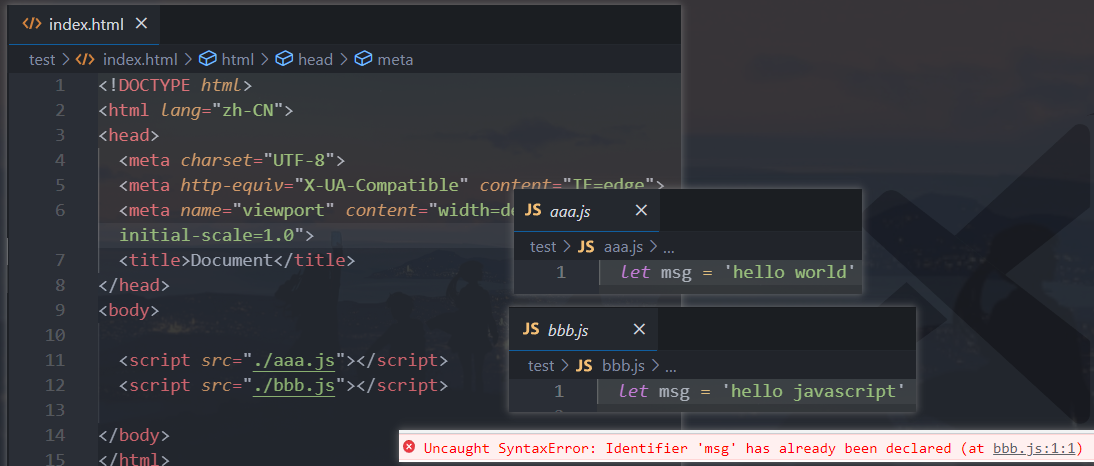 index.html
test > index.html > html > head > meta
1 <!DOCTYPE html>
2 <html lang="zh-CN">
3 <head>
4 <meta charset="UTF-8">
5 <meta http-equiv="X-UA-Compatible" content="IE=edge">
6 <meta name="viewport" content="width=de
initial-scale=1.0">
7 <title>Document</title>
8 </head>
9 <body>
10
11 <script src="./aaa.js"></script>
12 <script src="./bbb.js"></script>
13
14 </body>
15 </html>
JS aaa.js
test > JS aaa.js > ...
1 let msg = 'hello world'
JS bbb.js
test > JS bbb.js > ...
1 let msg = 'hello javascript'
Uncaught SyntaxError: Identifier 'msg' has already been declared (at bbb.js:1:1)